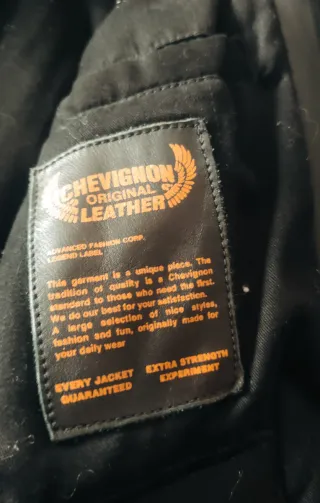 CHEVIGNON
ORIGINAL
LEATHER
ADVANCED FASHION CORP.
LEGEND LABEL
This garment is a unique piece. The
tradition of quality is a Chevignon
standard to those who need the first.
We do our best for your satisfaction.
A large selection of nice styles,
fashion and fun, originally made for
your daily wear
EVERY JACKET
GUARANTEED
EXTRA STRENGTH
EXPERIMENT